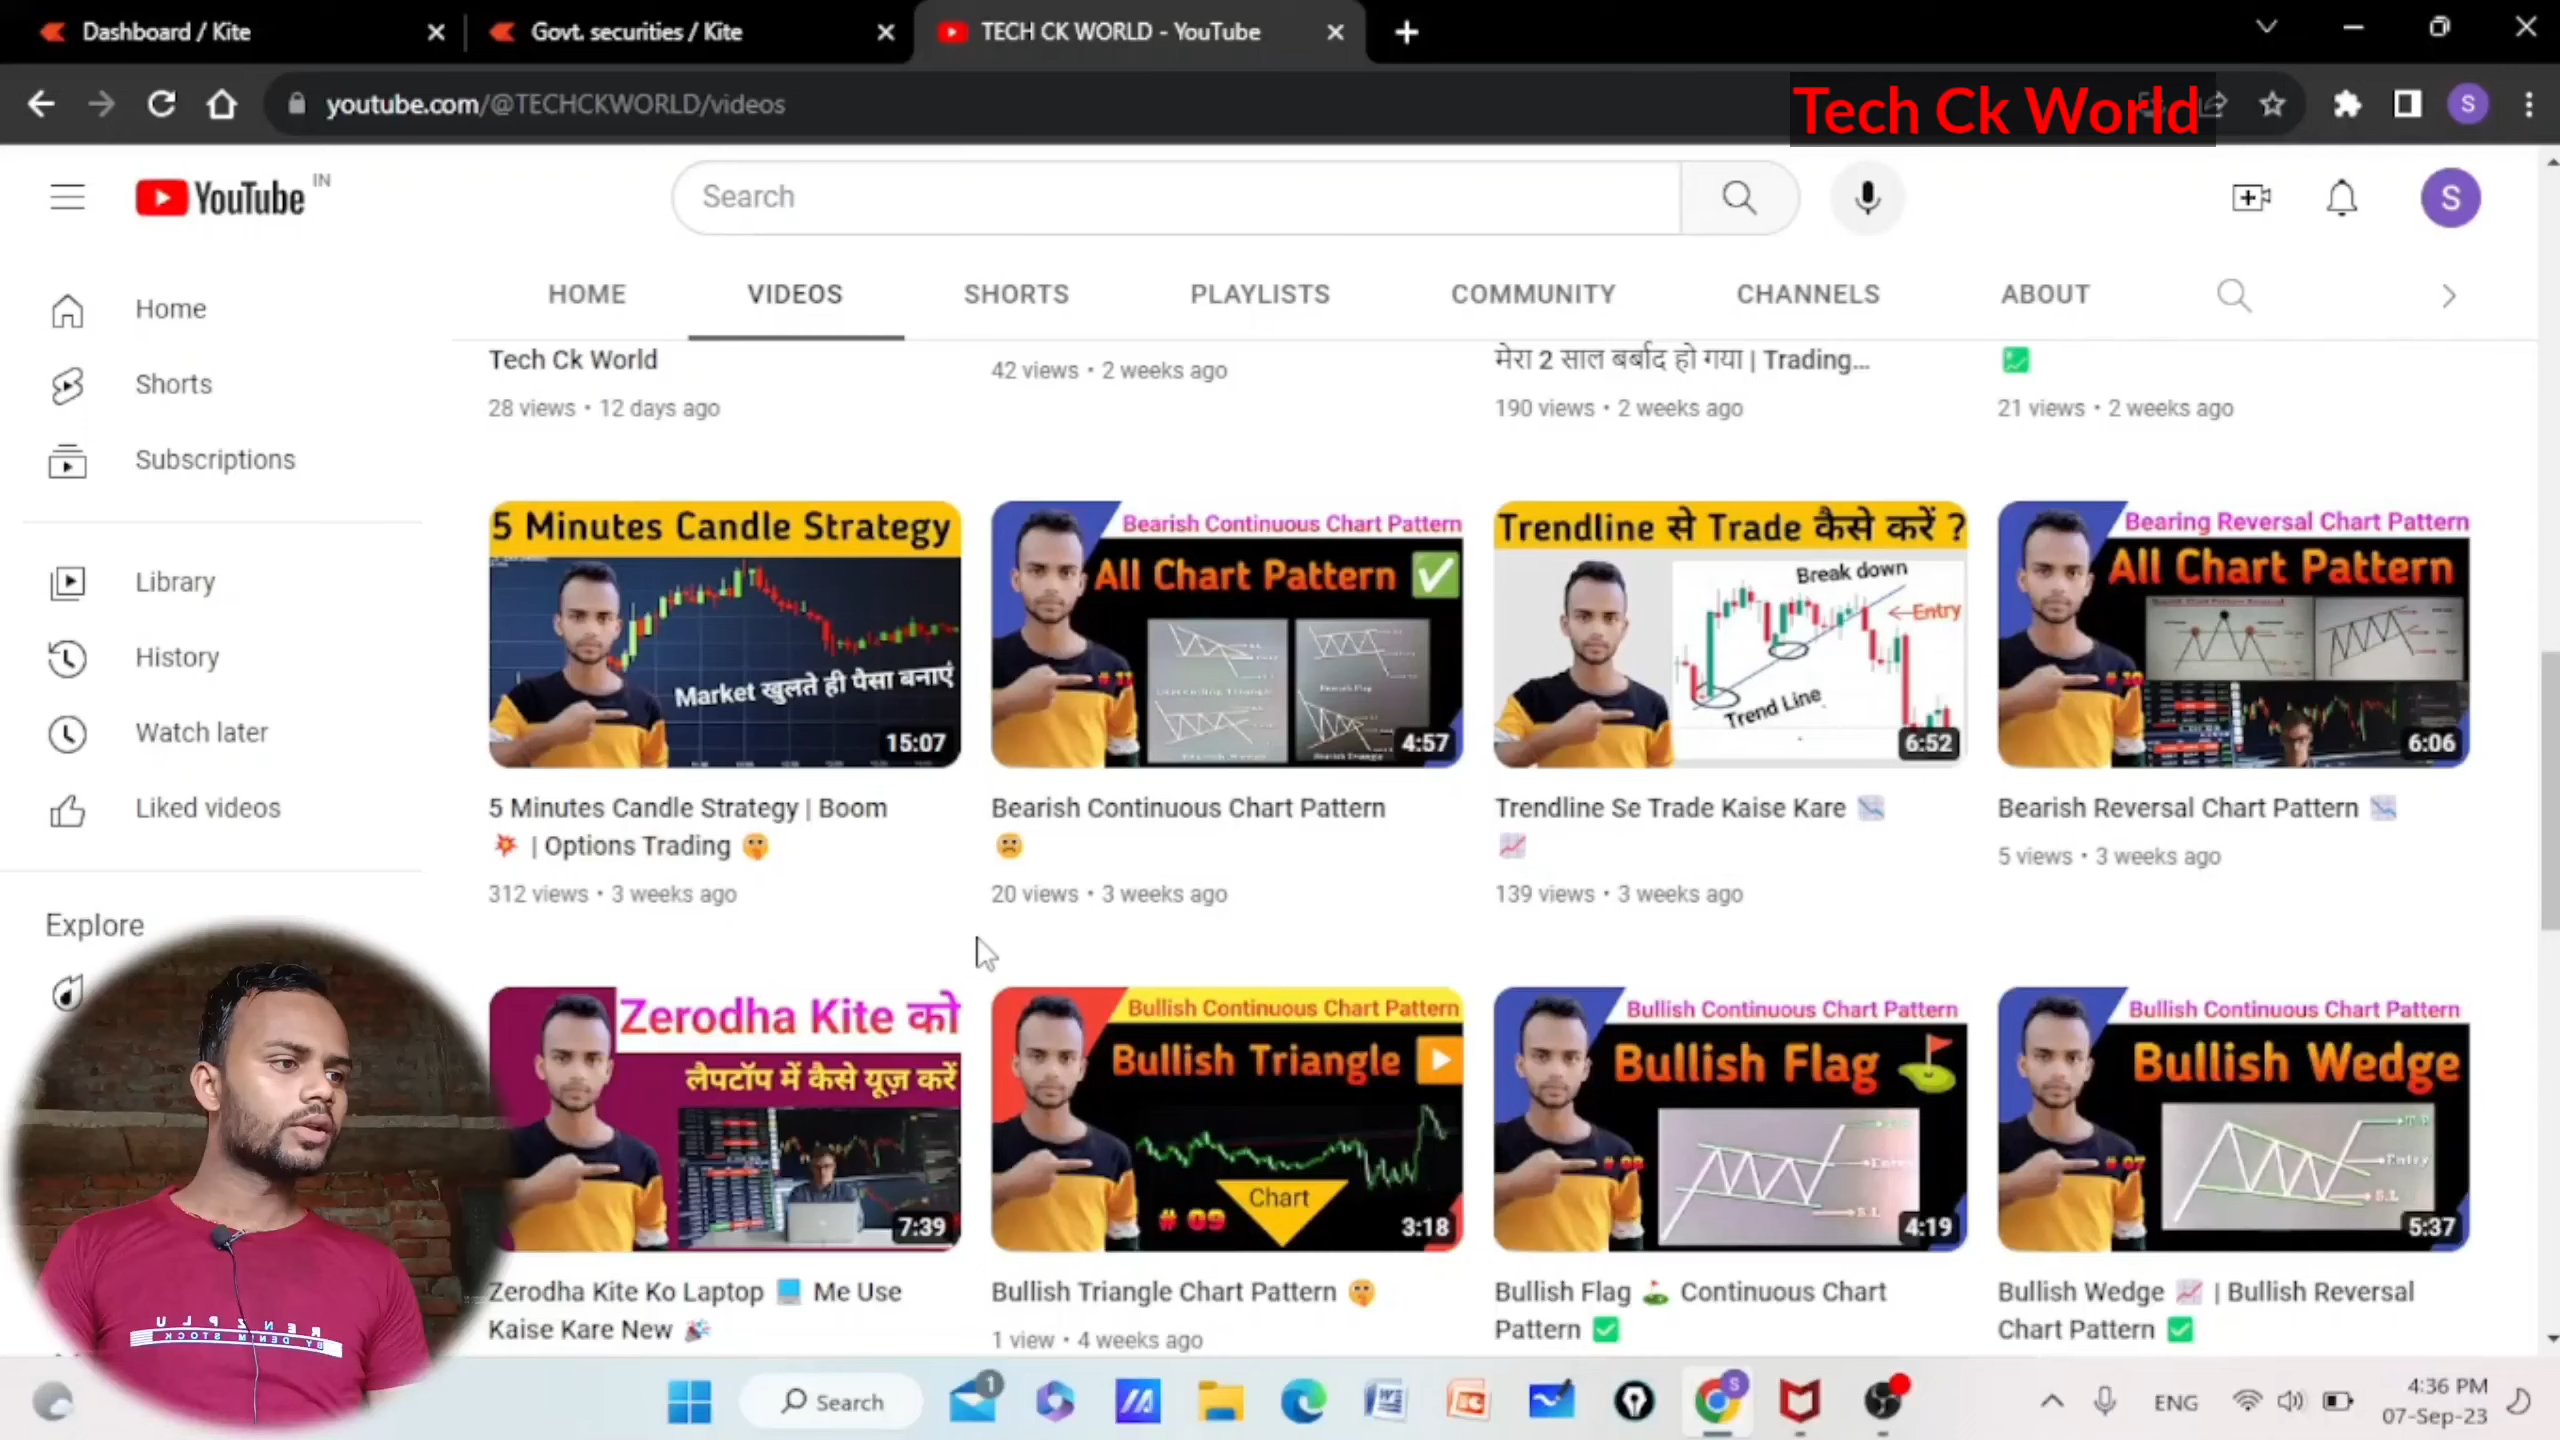 Dashboard / Kite
Govt. securities / Kite
TECH CK WORLD - YouTube
youtube.com/@TECHCKWORLD/videos
Tech Ck World
S
YouTube
IN
Search
S
HOME
VIDEOS
SHORTS
PLAYLISTS
COMMUNITY
CHANNELS
ABOUT
Home
Shorts
Subscriptions
Library
History
Watch later
Liked videos
Explore
Tech Ck World
28 views • 12 days ago
42 views • 2 weeks ago
मेरा 2 साल बर्बाद हो गया | Trading...
190 views • 2 weeks ago
21 views • 2 weeks ago
5 Minutes Candle Strategy
Market खुलते ही पैसा बनाएं
15:07
5 Minutes Candle Strategy | Boom
💥 | Options Trading 🤫
312 views • 3 weeks ago
Bearish Continuous Chart Pattern
All Chart Pattern ✅
# 11
4:57
Bearish Continuous Chart Pattern
☹️
20 views • 3 weeks ago
Trendline से Trade कैसे करें ?
Break down
Entry
Trend Line
6:52
Trendline Se Trade Kaise Kare 📉
📈
139 views • 3 weeks ago
Bearing Reversal Chart Pattern
All Chart Pattern
# 10
6:06
Bearish Reversal Chart Pattern 📉
5 views • 3 weeks ago
Zerodha Kite को
लैपटॉप में कैसे यूज़ करें
7:39
Zerodha Kite Ko Laptop 💻 Me Use
Kaise Kare New 🎉
Bullish Continuous Chart Pattern
Bullish Triangle
Chart
# 09
3:18
Bullish Triangle Chart Pattern 🤫
1 view • 4 weeks ago
Bullish Continuous Chart Pattern
Bullish Flag ⛳
# 08
Entry
S.L
4:19
Bullish Flag ⛳ Continuous Chart
Pattern ✅
Bullish Continuous Chart Pattern
Bullish Wedge
# 07
T.P
Entry
S.L
5:37
Bullish Wedge 📈 | Bullish Reversal
Chart Pattern ✅
RENZPLU
BY DENIM STOCK
Search
1
S
ENG
4:36 PM
07-Sep-23